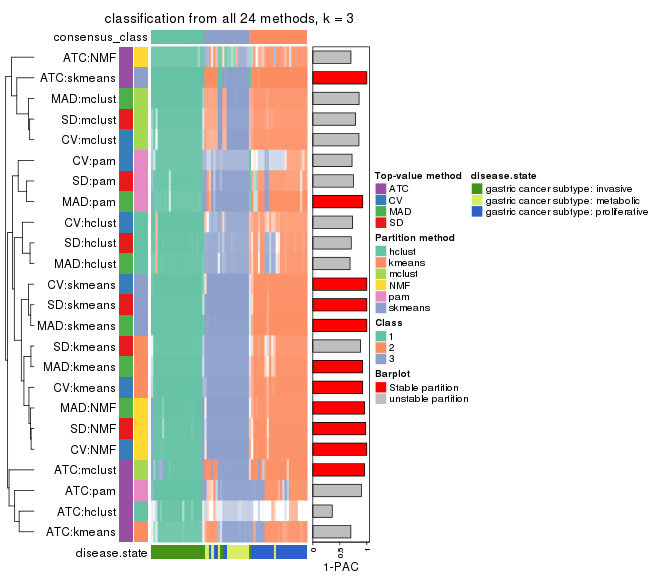 classification from all 24 methods, k = 3
consensus_class
ATC:NMF
ATC:skmeans
MAD:mclust
SD:mclust
CV:mclust
CV:pam
SD:pam
MAD:pam
CV:hclust
SD:hclust
MAD:hclust
CV:skmeans
SD:skmeans
MAD:skmeans
SD:kmeans
MAD:kmeans
CV:kmeans
MAD:NMF
SD:NMF
CV:NMF
ATC:mclust
ATC:pam
ATC:hclust
ATC:kmeans
disease.state
0
0.5
1
1-PAC
Top-value method
ATC
CV
MAD
SD
Partition method
hclust
kmeans
mclust
NMF
pam
skmeans
Class
1
2
3
Barplot
Stable partition
unstable partition
disease.state
gastric cancer subtype: invasive
gastric cancer subtype: metabolic
gastric cancer subtype: proliferative